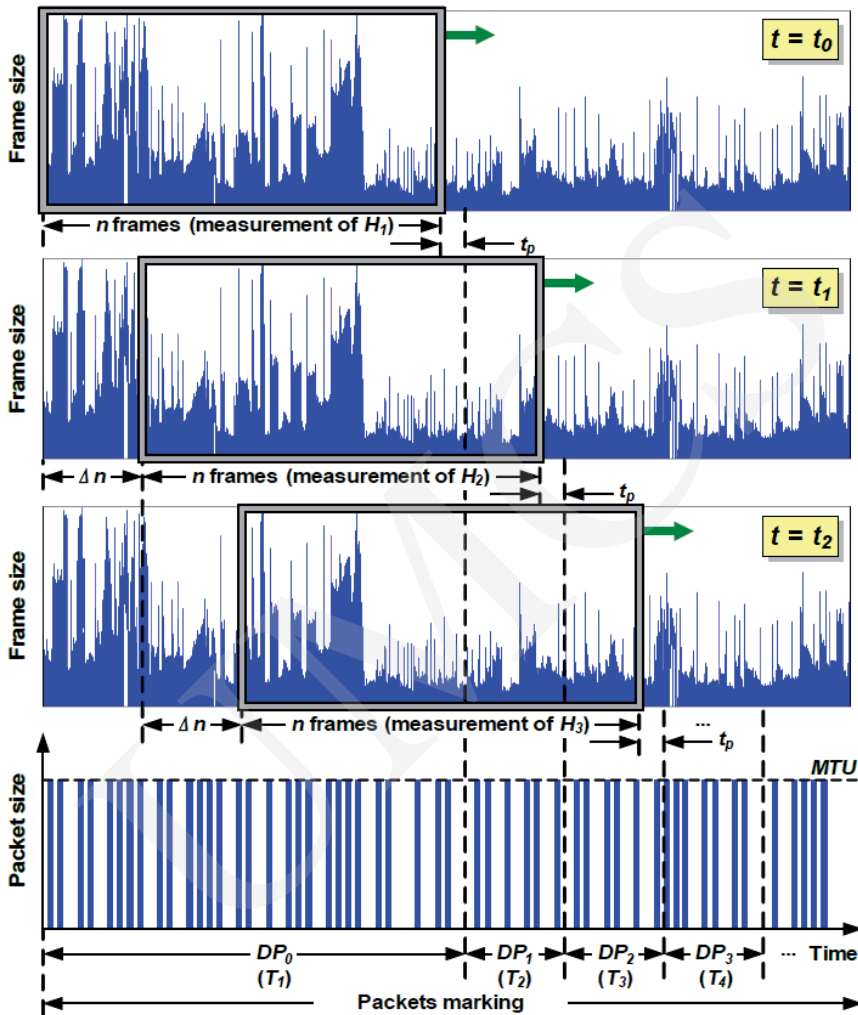 Frame size
t = t0
n frames (measurement of H1)
tp
Frame size
t = t1
Δn
n frames (measurement of H2)
tp
Frame size
t = t2
Δn
n frames (measurement of H3)
...
tp
Packet size
MTU
DP0
(T1)
DP1
(T2)
DP2
(T3)
DP3
(T4)
...
Time
Packets marking
UMCS